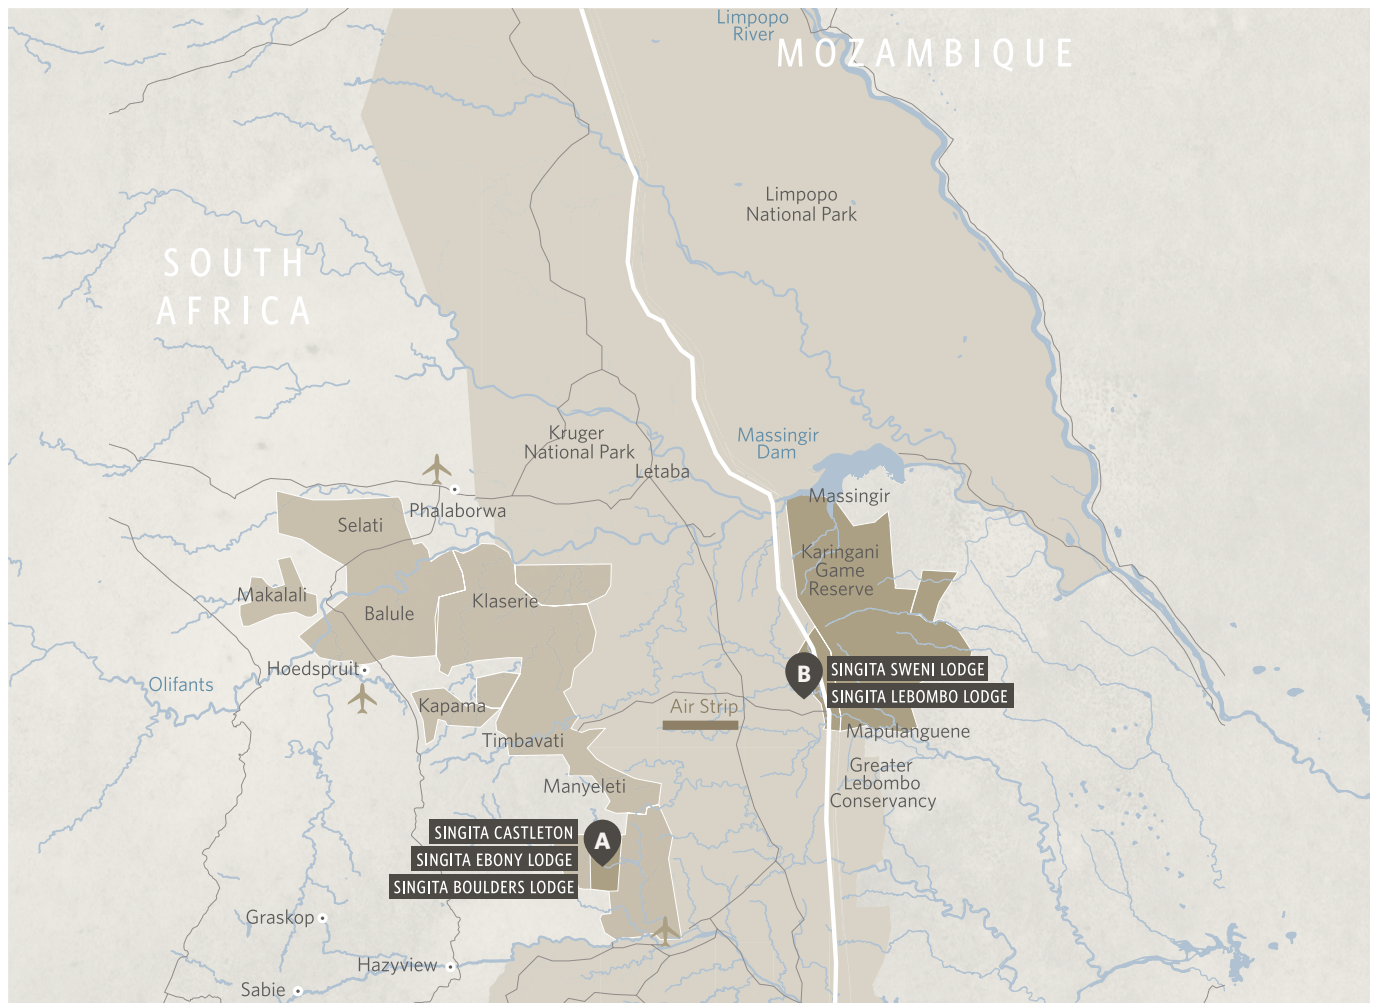 Limpopo
River
MOZAMBIQUE
Limpopo
National Park
SOUTH
AFRICA
Kruger
National Park
Massingir
Dam
Letaba
Massingir
Phalaborwa
Selati
Karingani
Game
Reserve
Makalali
Balule
Klaserie
Hoedspruit
Olifants
B
SINGITA SWENI LODGE
SINGITA LEBOMBO LODGE
Kapama
Air Strip
Timbavati
Mapulanguene
Greater
Lebombo
Conservancy
Manyeleti
SINGITA CASTLETON
A
SINGITA EBONY LODGE
SINGITA BOULDERS LODGE
Graskop
Hazyview
Sabie